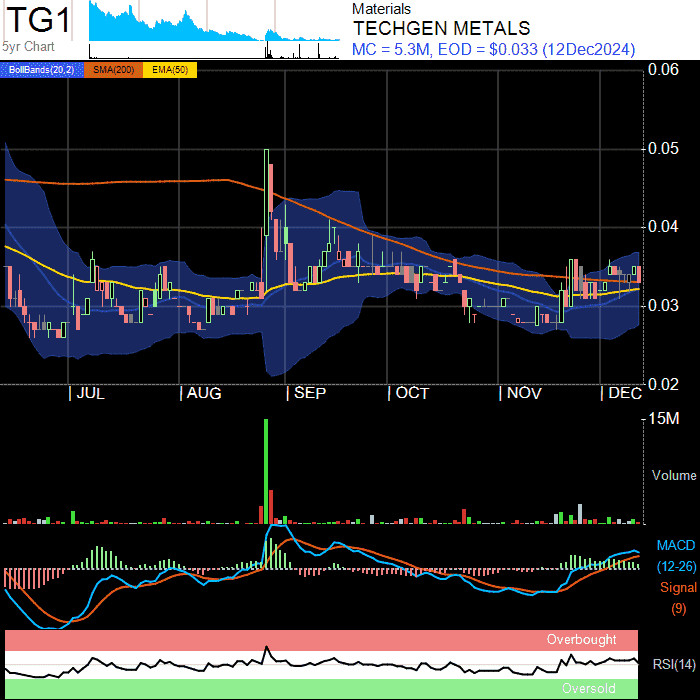 TG1
5yr Chart
Materials
TECHGEN METALS
MC = 5.3M, EOD = $0.033 (12Dec2024)
BollBands(20,2) SMA(200) EMA(50)
0.06
0.05
0.04
0.03
0.02
JUL AUG SEP OCT NOV DEC
15M
Volume
MACD
(12-26)
Signal
(9)
Overbought
RSI(14)
Oversold